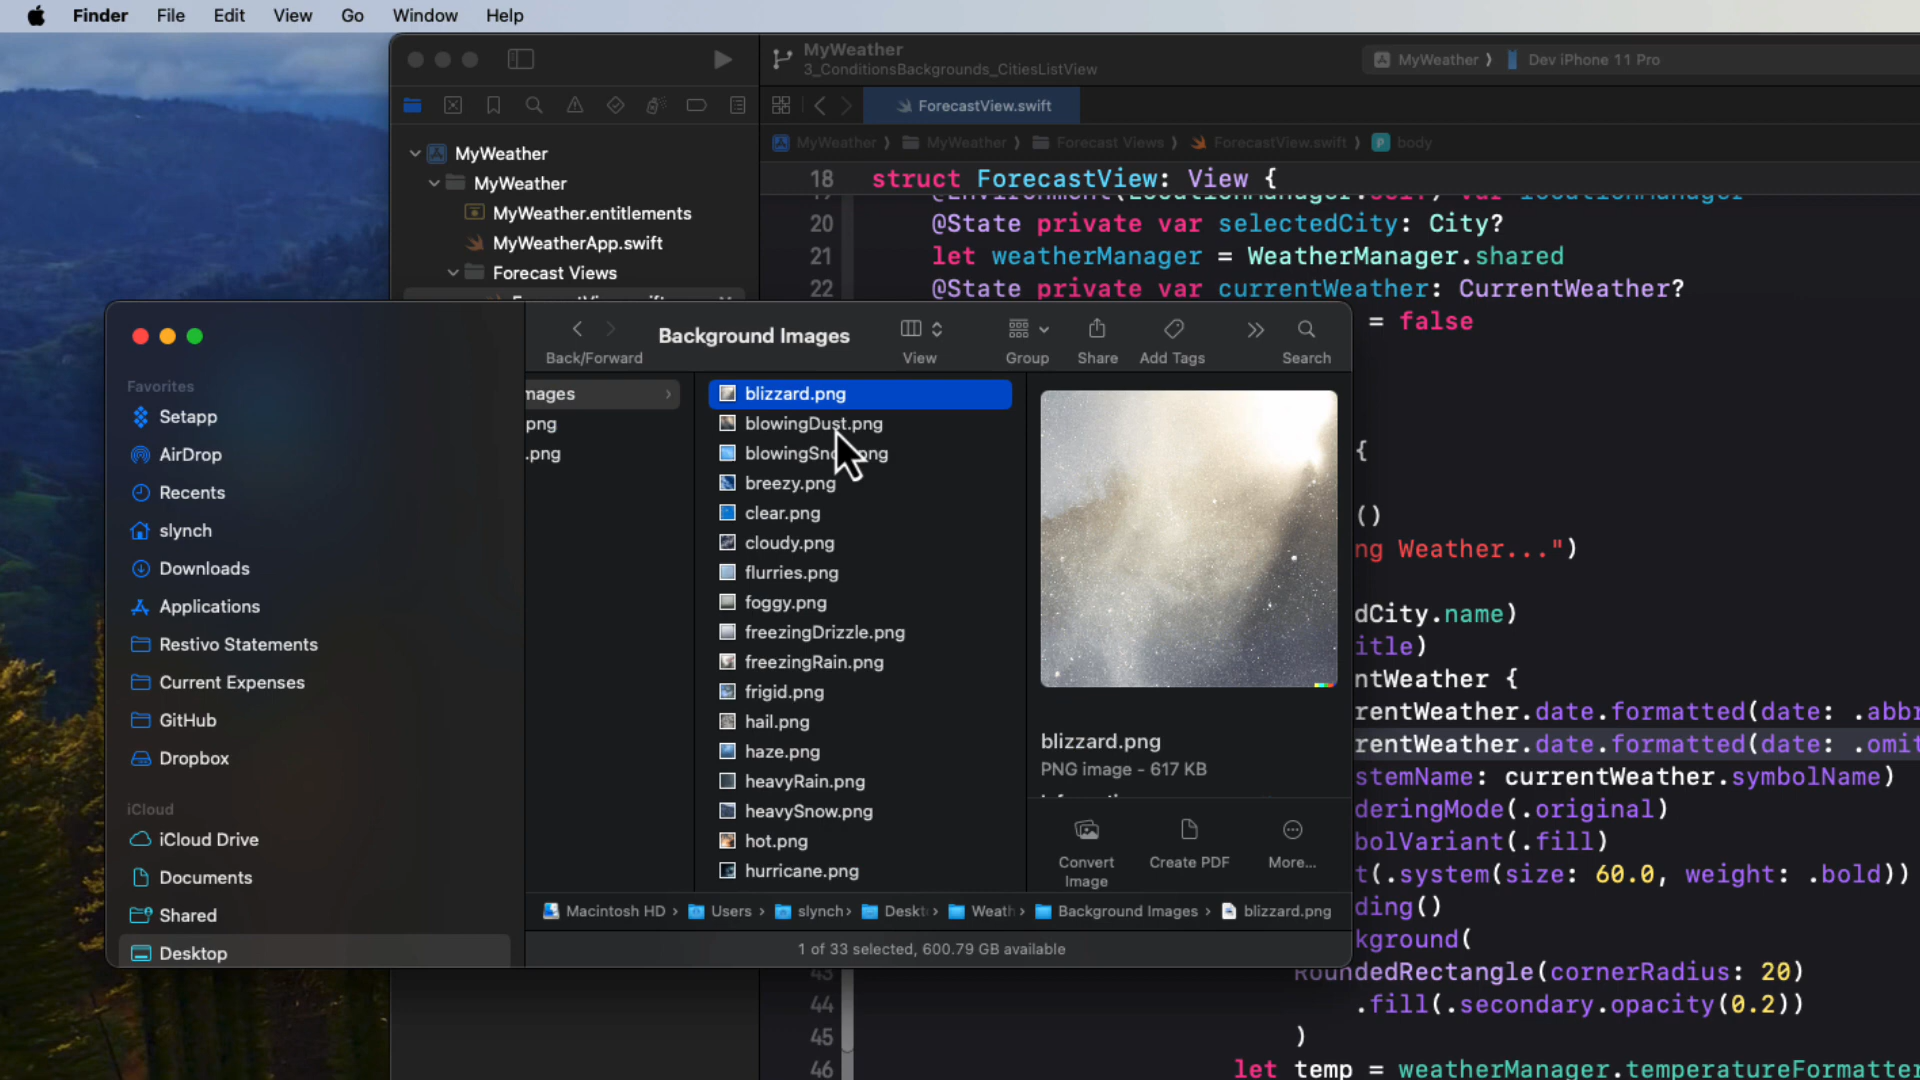 Finder File Edit View Go Window Help
MyWeather
3_ConditionsBackgrounds_CitiesListView
MyWeather ⟩ Dev iPhone 11 Pro
ForecastView.swift
MyWeather ⟩ MyWeather ⟩ Forecast Views ⟩ ForecastView.swift ⟩ P body
MyWeather
MyWeather
MyWeather.entitlements
MyWeatherApp.swift
Forecast Views
18 struct ForecastView: View {
20 @State private var selectedCity: City?
21 let weatherManager = WeatherManager.shared
22 @State private var currentWeather: CurrentWeather?
= false
{
()
ng Weather...")
dCity.name)
itle)
ntWeather {
rentWeather.date.formatted(date: .abbr
rentWeather.date.formatted(date: .omit
stemName: currentWeather.symbolName)
deringMode(.original)
bolVariant(.fill)
t(.system(size: 60.0, weight: .bold))
ding()
kground(
43 RoundedRectangle(cornerRadius: 20)
44 .fill(.secondary.opacity(0.2))
45 )
46 let temp = weatherManager.temperatureFormatter
Back/Forward
Background Images
View
Group
Share
Add Tags
Search
Favorites
Setapp
AirDrop
Recents
slynch
Downloads
Applications
Restivo Statements
Current Expenses
GitHub
Dropbox
iCloud
iCloud Drive
Documents
Shared
Desktop
mages
png
.png
blizzard.png
blowingDust.png
breezy.png
clear.png
cloudy.png
flurries.png
foggy.png
freezingDrizzle.png
freezingRain.png
frigid.png
hail.png
haze.png
heavyRain.png
heavySnow.png
hot.png
hurricane.png
blizzard.png
PNG image - 617 KB
Convert Image
Create PDF
More...
Macintosh HD › Users › slynch › Deskt › Weath › Background Images › blizzard.png
1 of 33 selected, 600.79 GB available